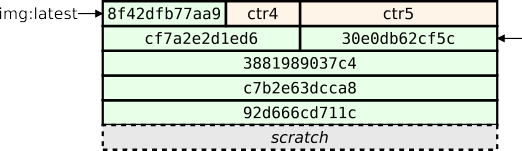 img:latest 8f42dfb77aa9 ctr4 ctr5
cf7a2e2d1ed6 30e0db62cf5c
3881989037c4
c7b2e63dcca8
92d666cd711c
scratch